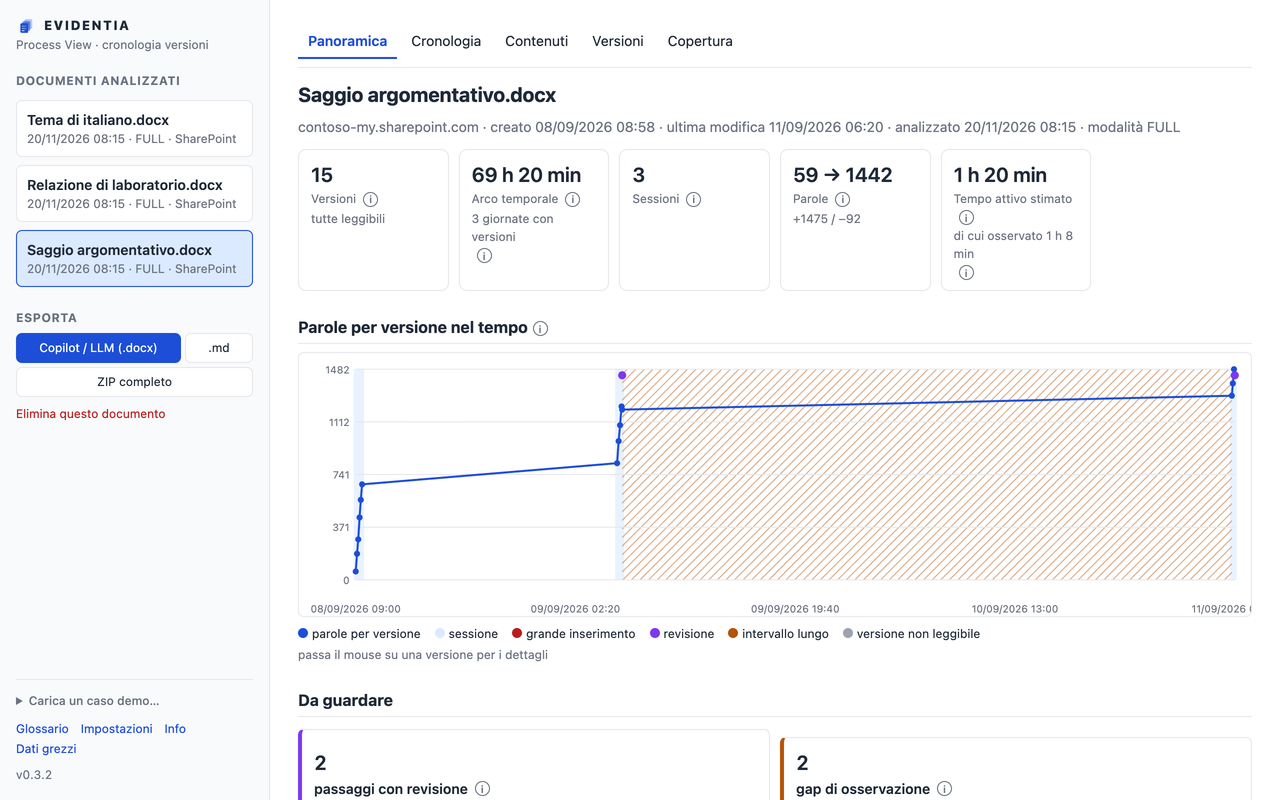 EVIDENTIA
Process View · cronologia versioni
DOCUMENTI ANALIZZATI
Tema di italiano.docx
20/11/2026 08:15 · FULL · SharePoint
Relazione di laboratorio.docx
20/11/2026 08:15 · FULL · SharePoint
Saggio argomentativo.docx
20/11/2026 08:15 · FULL · SharePoint
ESPORTA
Copilot / LLM (.docx)
.md
ZIP completo
Elimina questo documento
Carica un caso demo...
Glossario Impostazioni Info
Dati grezzi
v0.3.2
Panoramica Cronologia Contenuti Versioni Copertura
Saggio argomentativo.docx
contoso-my.sharepoint.com · creato 08/09/2026 08:58 · ultima modifica 11/09/2026 06:20 · analizzato 20/11/2026 08:15 · modalità FULL
15
Versioni
tutte leggibili
69 h 20 min
Arco temporale
3 giornate con
versioni
3
Sessioni
59 → 1442
Parole
+1475 / −92
1 h 20 min
Tempo attivo stimato
di cui osservato 1 h 8
min
Parole per versione nel tempo
1482
1112
741
371
0
08/09/2026 09:00
09/09/2026 02:20
09/09/2026 19:40
10/09/2026 13:00
11/09/2026
parole per versione
sessione
grande inserimento
revisione
intervallo lungo
versione non leggibile
passa il mouse su una versione per i dettagli
Da guardare
2
passaggi con revisione
2
gap di osservazione